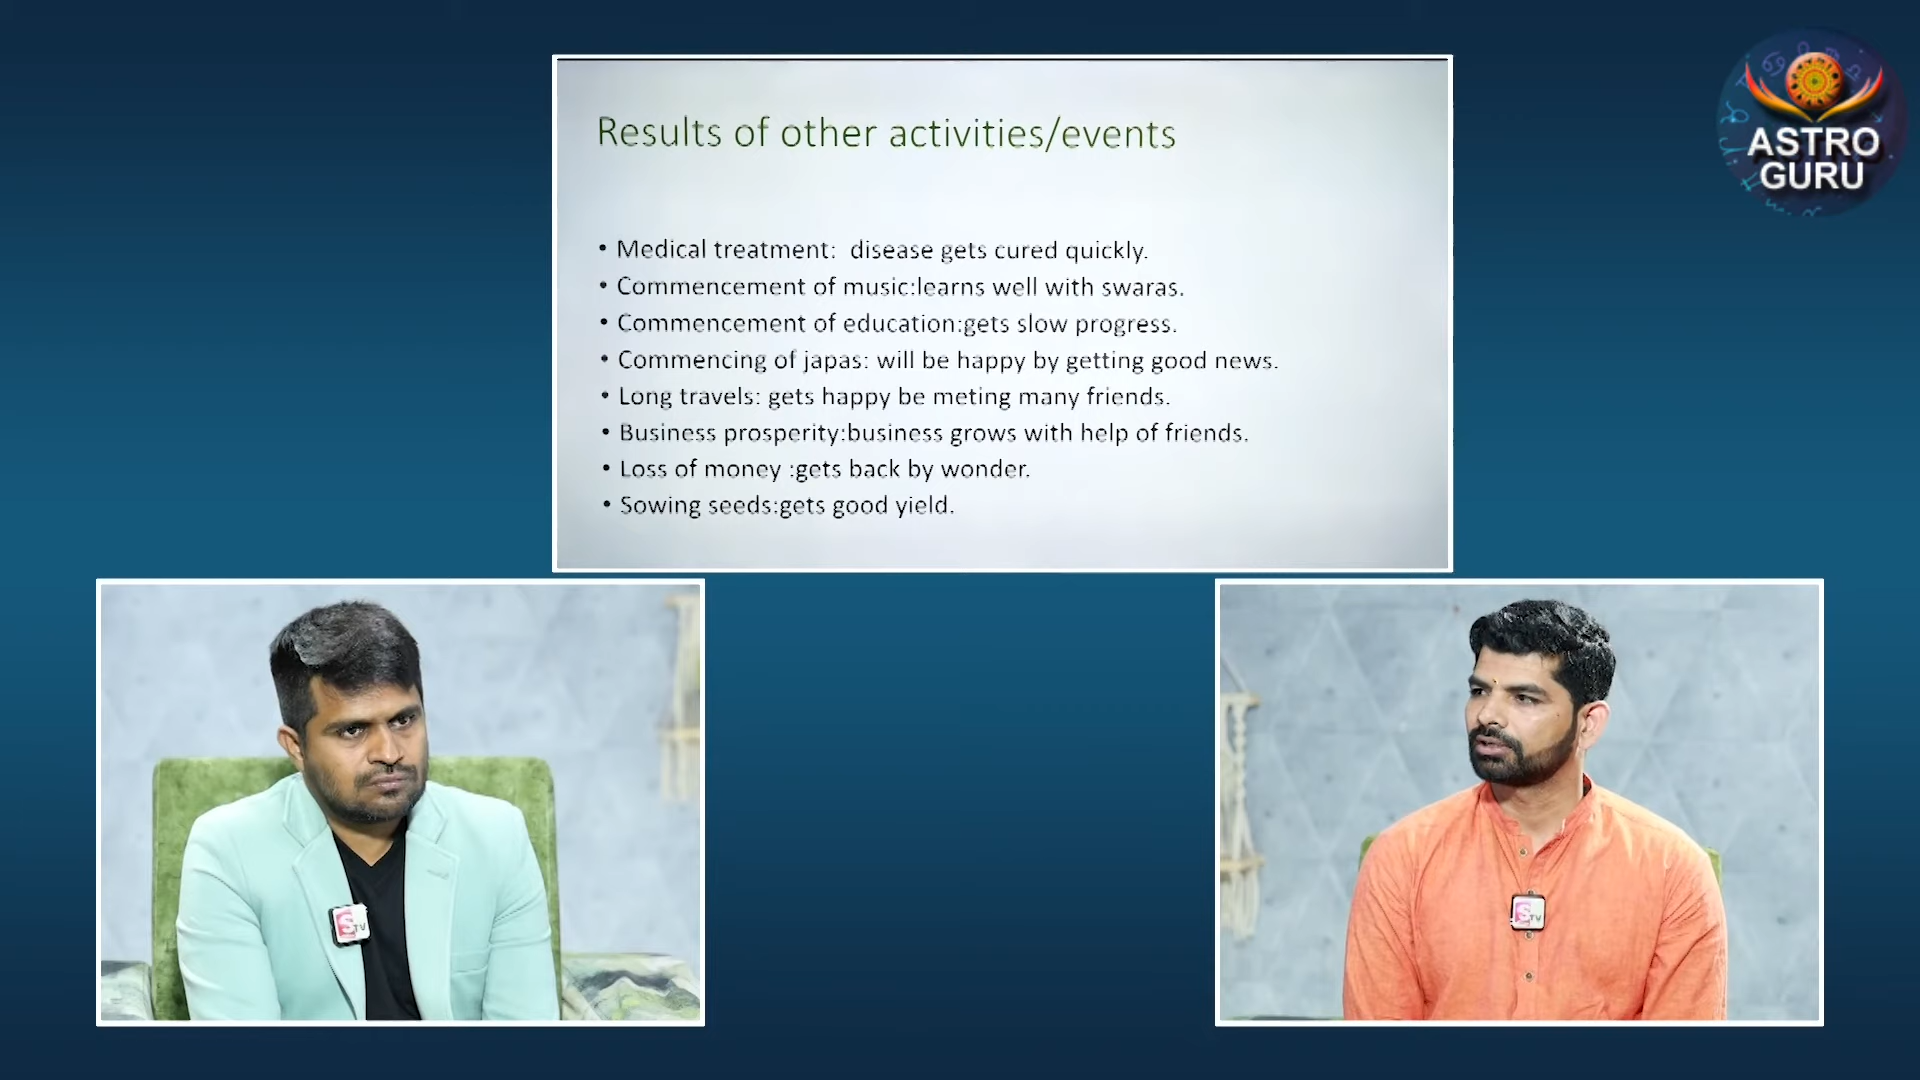 Results of other activities/events
• Medical treatment:  disease gets cured quickly.
• Commencement of music:learns well with swaras.
• Commencement of education:gets slow progress.
• Commencing of japas: will be happy by getting good news.
• Long travels: gets happy be meting many friends.
• Business prosperity:business grows with help of friends.
• Loss of money :gets back by wonder.
• Sowing seeds:gets good yield.
ASTRO
GURU
STV
STV